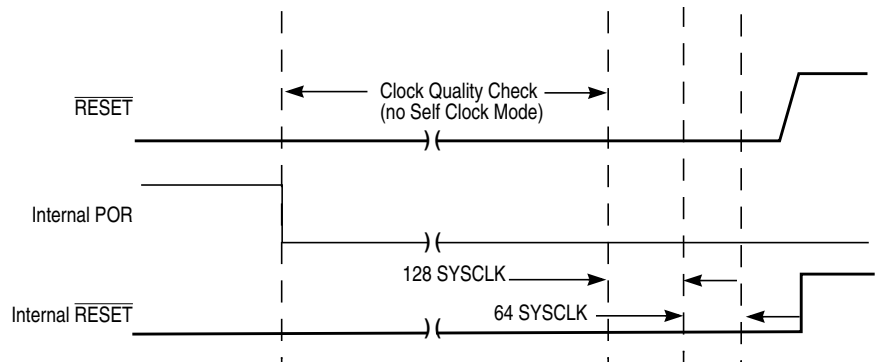 Clock Quality Check
(no Self Clock Mode)
RESET
Internal POR
128 SYSCLK
64 SYSCLK
Internal RESET